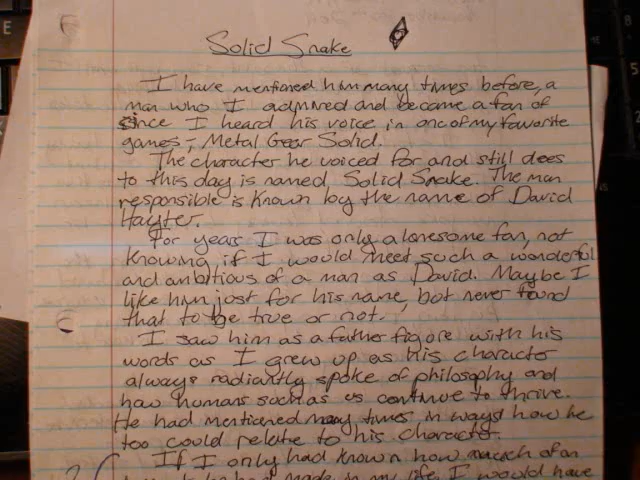 Solid Snake
I have mentioned him many times before, a
man who I admired and became a fan of
since I heard his voice in one of my favorite
games, Metal Gear Solid.
The character he voiced for and still does
to this day is named Solid Snake. The man
responsible is known by the name of David
Hayter.
For years I was only a lonesome fan, not
knowing if I would meet such a wonderful
and ambitious of a man as David. Maybe I
like him just for his name, but never found
that to be true or not.
I saw him as a father figure with his
words as I grew up as his character
always radiantly spoke of philosophy and
how humans such as us continue to thrive.
He had mentioned many times in ways how he
too could relate to his character.
If I only had known how much of an
made in my life, I would have